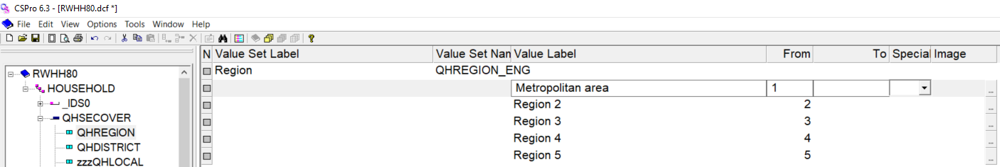 CSPro 6.3 - [RWHH80.dcf *]
File Edit View Options Tools Window Help
N Value Set Label Value Set Nan Value Label From To Special Image
RWHH80
Region QHREGION_ENG
HOUSEHOLD
Metropolitan area 1 ...
_IDS0
Region 2 2 ...
QHSECOVER
Region 3 3 ...
QHREGION
Region 4 4 ...
QHDISTRICT
Region 5 5 ...
zzzQHLOCAL